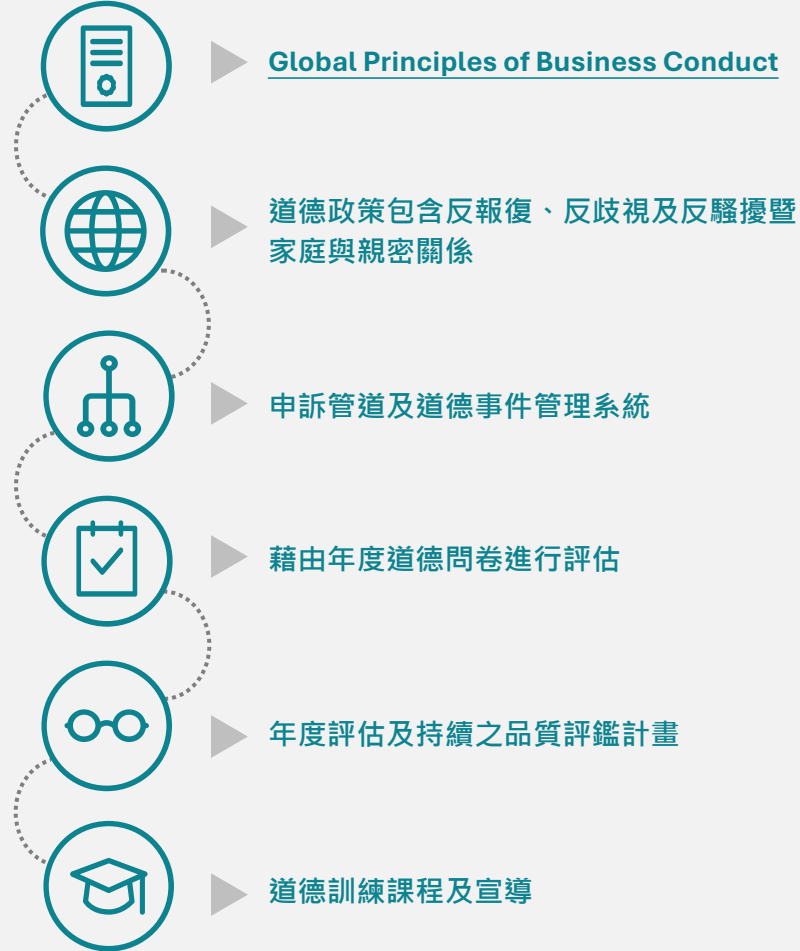 Global Principles of Business Conduct
道德政策包含反報復、反歧視及反騷擾暨
家庭與親密關係
申訴管道及道德事件管理系統
藉由年度道德問卷進行評估
年度評估及持續之品質評鑑計畫
道德訓練課程及宣導